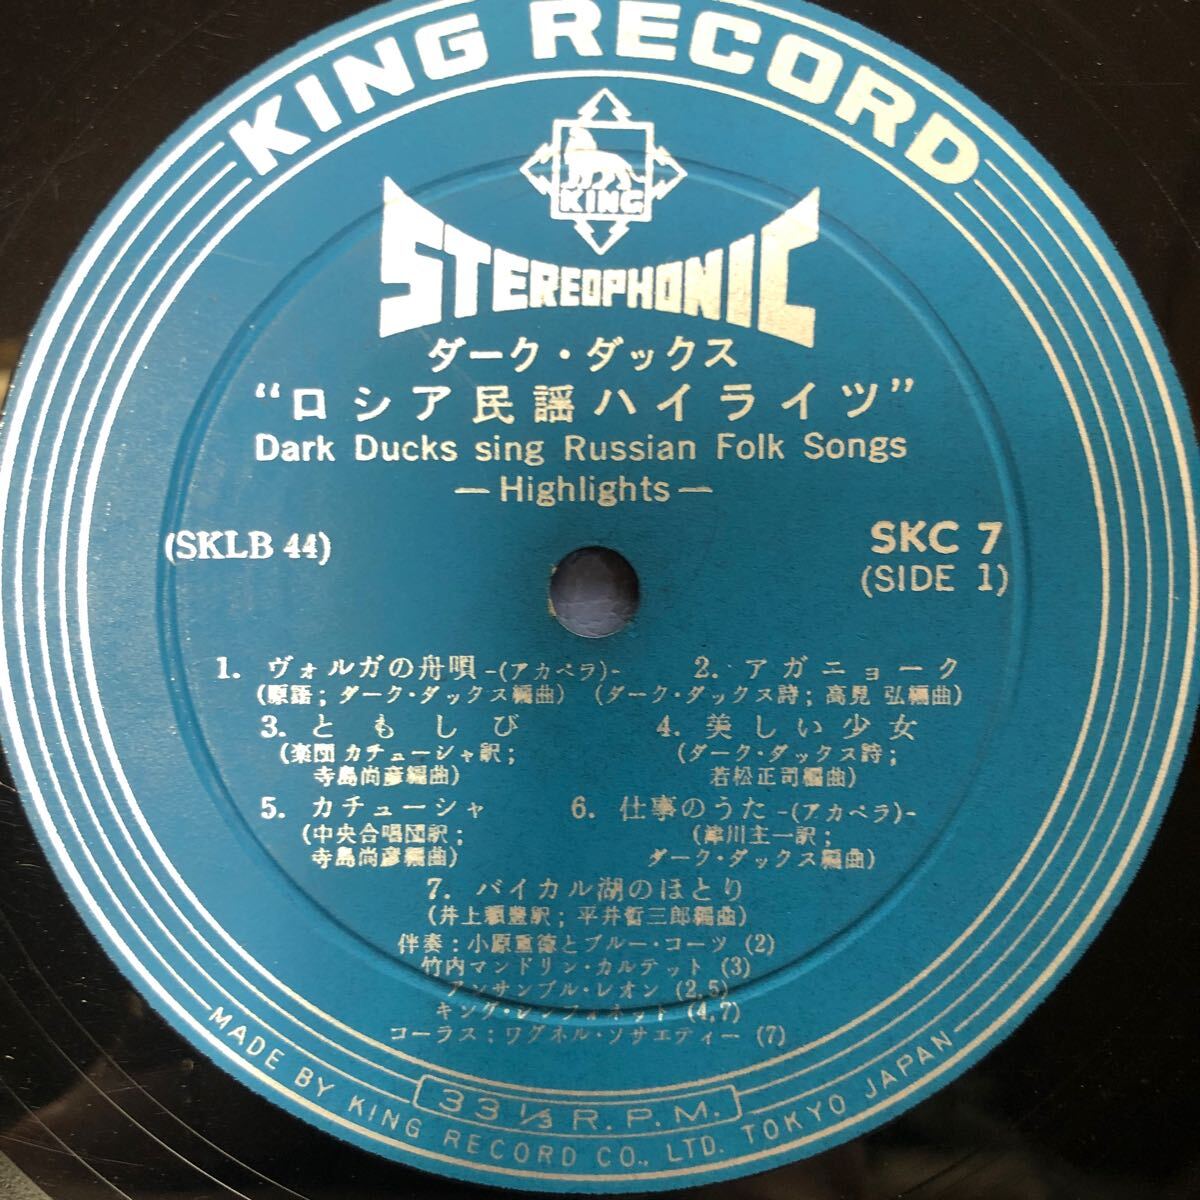 KING RECORD
KING
STEREOPHONIC
ダーク・ダックス
“ロシア民謡ハイライツ”
Dark Ducks sing Russian Folk Songs
—Highlights—
(SKLB 44)
SKC 7
(SIDE 1)
1. ヴォルガの舟唄-(アカペラ)- 2. アガニョーク
(原語; ダーク・ダックス編曲) (ダーク・ダックス詩; 高見 弘編曲)
3. ともしび 4. 美しい少女
(楽団カチューシャ訳; (ダーク・ダックス詩;
寺島尚彦編曲) 若松正司編曲)
5. カチューシャ 6. 仕事のうた-(アカペラ)-
(中央合唱団訳; (津川主一訳;
寺島尚彦編曲) ダーク・ダックス編曲)
7. バイカル湖のほとり
(井上頼豊訳; 平井哲三郎編曲)
伴奏: 小原重徳とブルー・コーツ (2)
竹内マンドリン・カルテット (3)
アンサンブル・レオン (2,5)
キング・シンフォネット (4,7)
コーラス: ワグネル・ソサエティー (7)
33 1/3 R.P.M.
MADE BY KING RECORD CO., LTD. TOKYO JAPAN